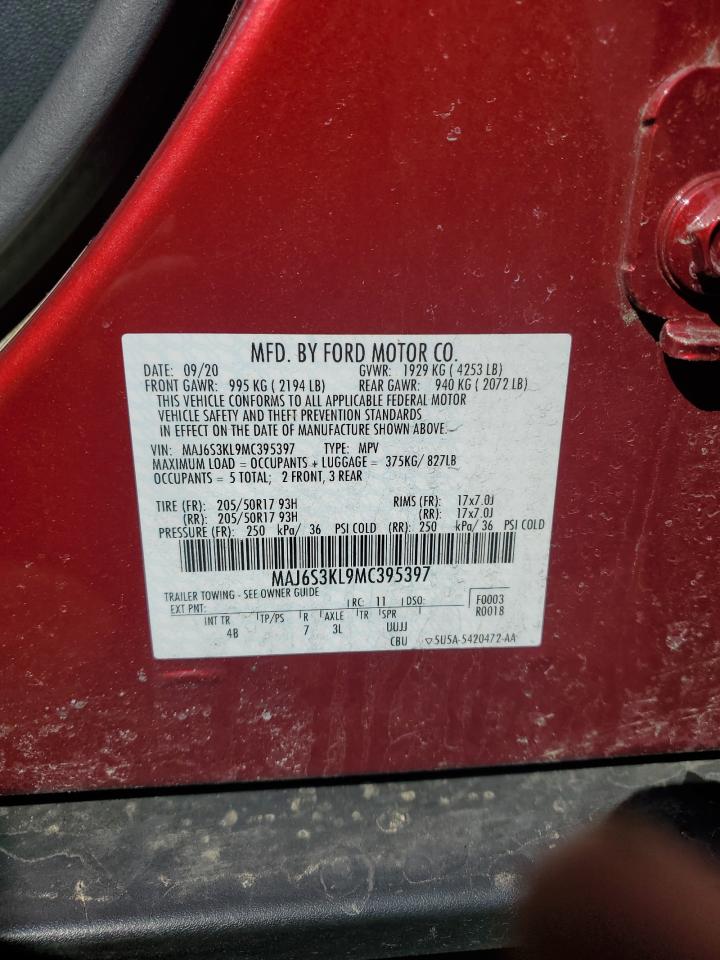 MFD. BY FORD MOTOR CO.
DATE: 09/20 GVWR: 1929 KG ( 4253 LB)
FRONT GAWR: 995 KG ( 2194 LB) REAR GAWR: 940 KG ( 2072 LB)
THIS VEHICLE CONFORMS TO ALL APPLICABLE FEDERAL MOTOR
VEHICLE SAFETY AND THEFT PREVENTION STANDARDS
IN EFFECT ON THE DATE OF MANUFACTURE SHOWN ABOVE.
VIN: MAJ6S3KL9MC395397 TYPE: MPV
MAXIMUM LOAD = OCCUPANTS + LUGGAGE = 375KG/ 827LB
OCCUPANTS = 5 TOTAL; 2 FRONT, 3 REAR
TIRE (FR): 205/50R17 93H RIMS (FR): 17x7.0J
(RR): 205/50R17 93H (RR): 17x7.0J
PRESSURE (FR): 250 kPa/ 36 PSI COLD (RR): 250 kPa/ 36 PSI COLD
MAJ6S3KL9MC395397
TRAILER TOWING - SEE OWNER GUIDE
EXT PNT: RC: 11 DSO: F0003
R0018
INT TR TP/PS R AXLE TR SPR
4B 7 3L UUJJ
CBU ▽5U5A-5420472-AA